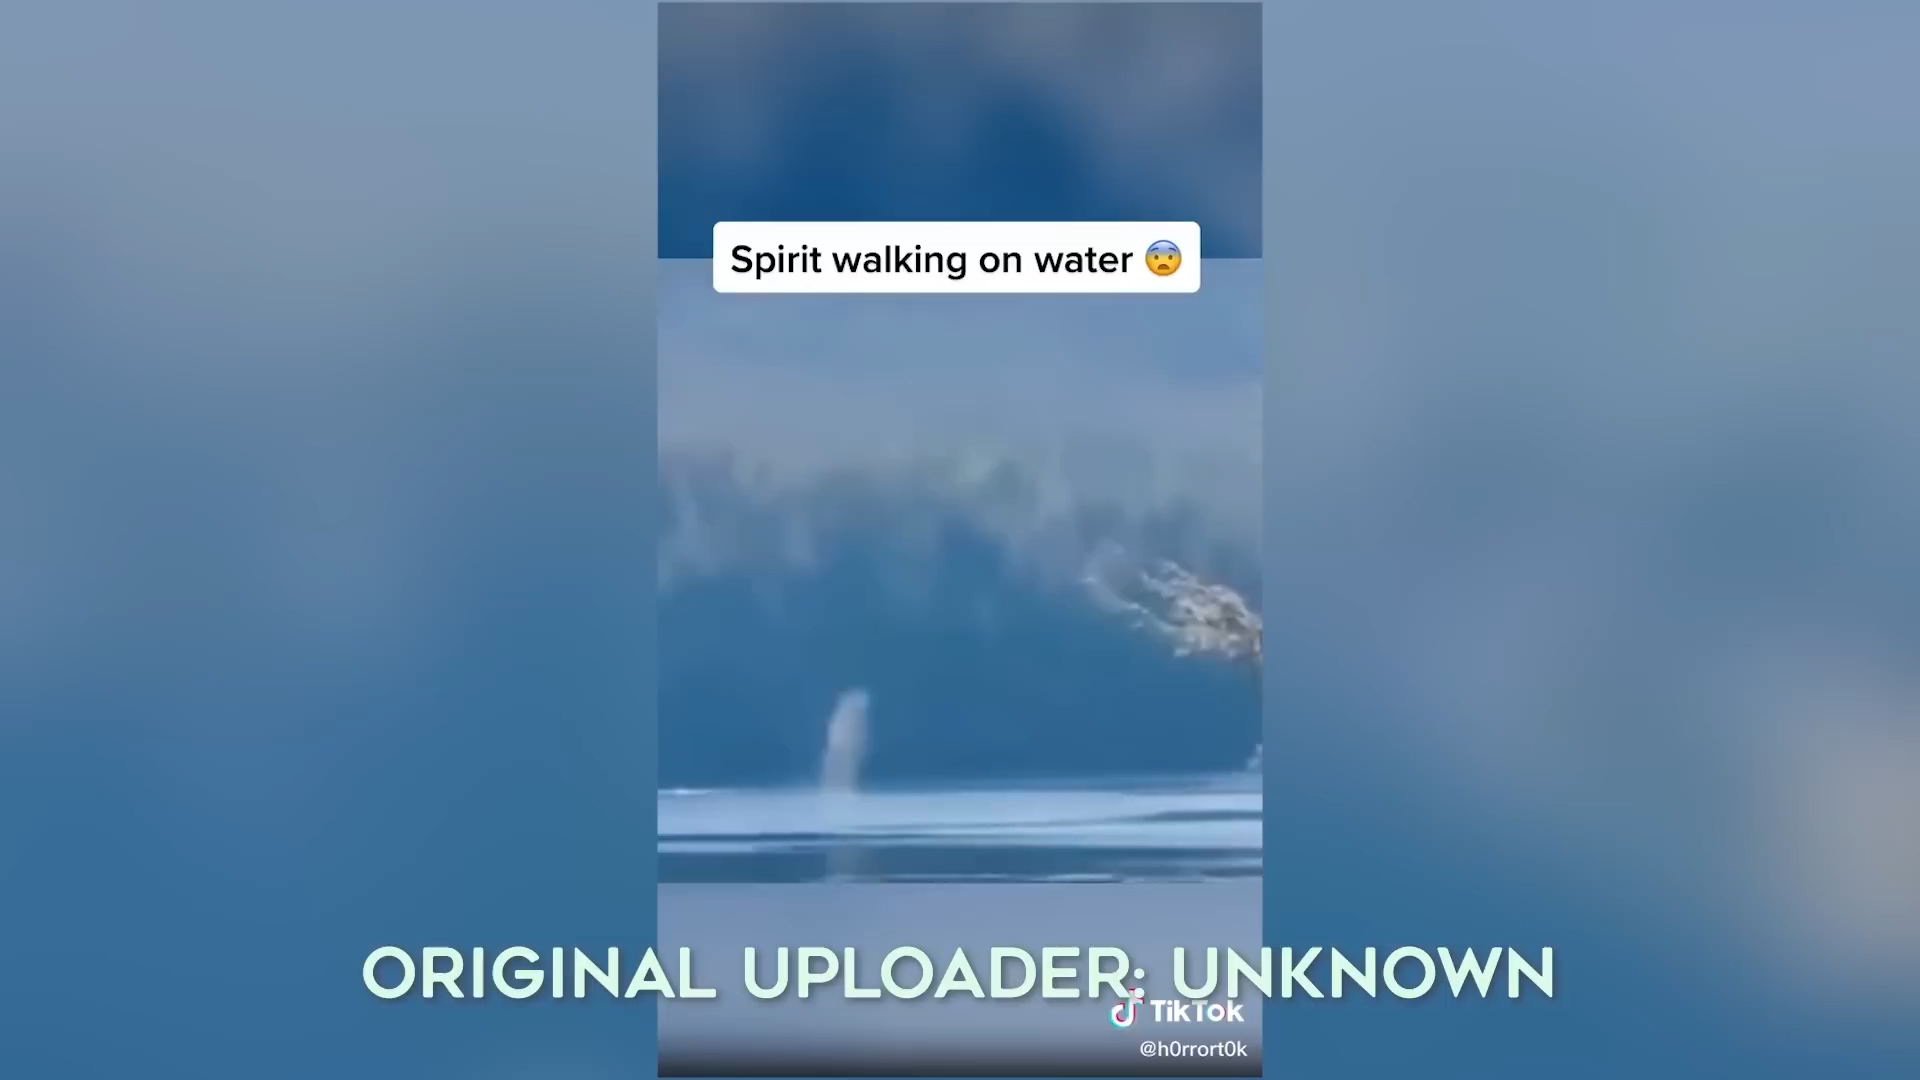 Spirit walking on water 😨
ORIGINAL UPLOADER: UNKNOWN
TikTok
@h0rrort0k